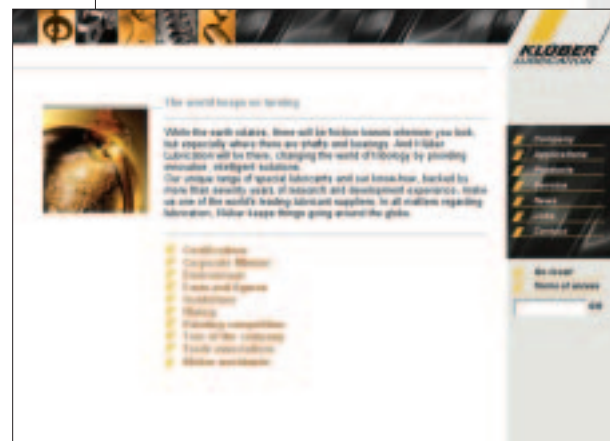 KLÜBER
LUBRICATION
The world keeps on turning
While the earth rotates, there will be friction losses wherever you look,
but especially where there are shafts and bearings. And Klüber
Lubrication will be there, changing the world of tribology by providing
innovative, intelligent solutions.
Our unique range of special lubricants and our know-how, backed by
more than seventy years of research and development experience, make
us one of the world's leading lubricant suppliers. In all matters regarding
lubrication, Klüber keeps things going around the globe.
Company
Applications
Products
Service
News
Jobs
Contact
Certifications
Corporate Mission
Environment
Facts and figures
Guidelines
History
Tour of the company
Trade associations
Klüber worldwide
Terms of access